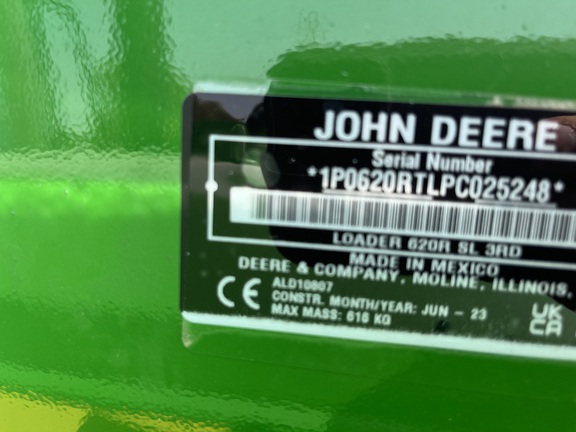 JOHN DEERE
Serial Number
*1P0620RTLPC025248*
LOADER 620R SL 3RD
MADE IN MEXICO
DEERE & COMPANY, MOLINE, ILLINOIS,
CE
ALD10807
CONSTR. MONTH/YEAR: JUN - 23
MAX MASS: 616 KG
UK
CA